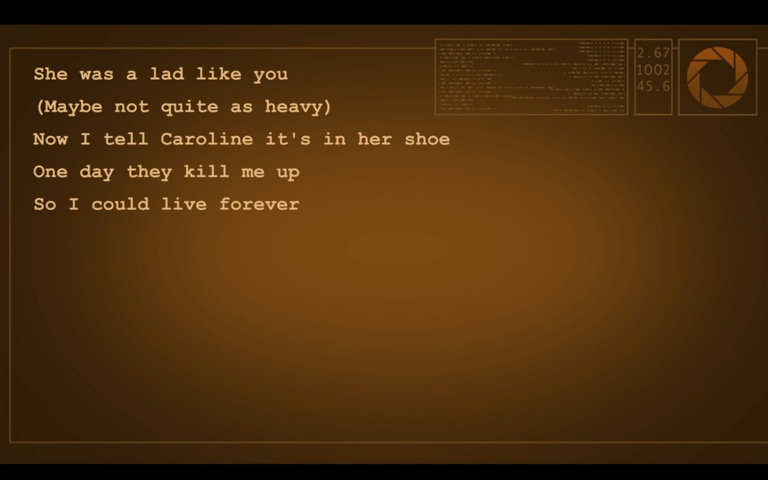 She was a lad like you
(Maybe not quite as heavy)
Now I tell Caroline it's in her shoe
One day they kill me up
So I could live forever
2.67
1002
45.6